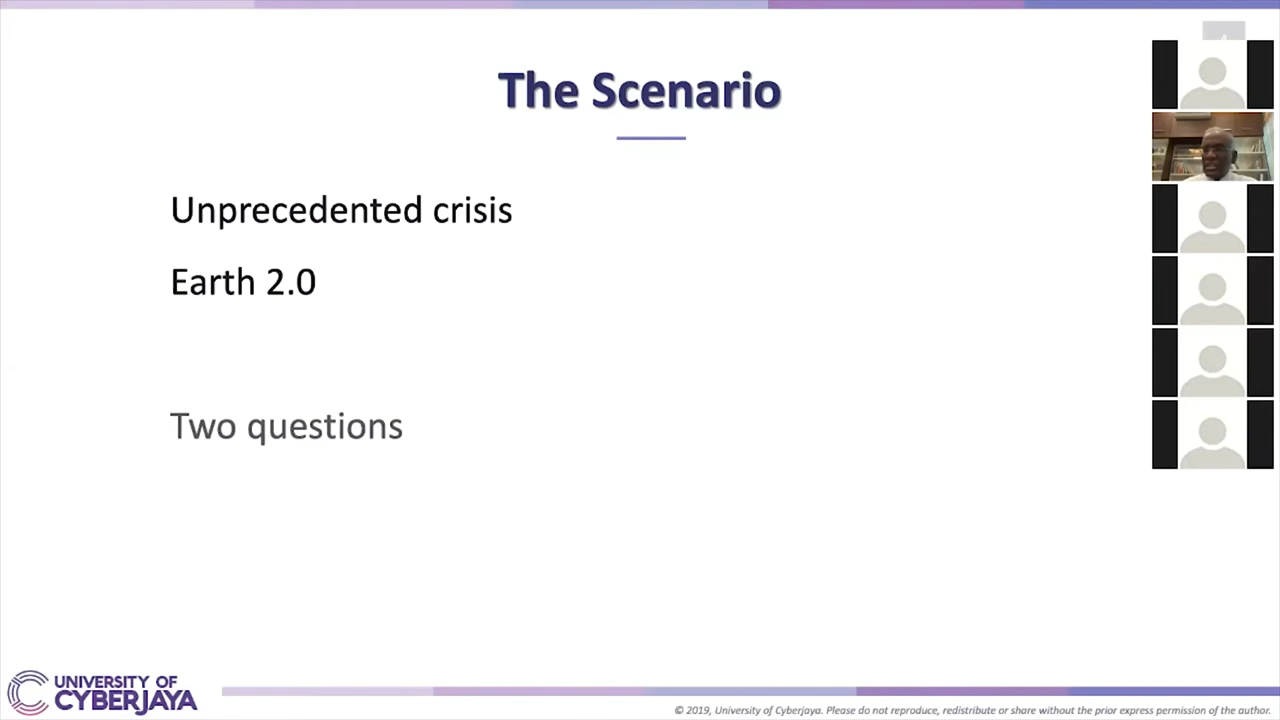 The Scenario
Unprecedented crisis
Earth 2.0
Two questions
UNIVERSITY OF
CYBERJAYA
© 2019, University of Cyberjaya. Please do not reproduce, redistribute or share without the prior express permission of the author.